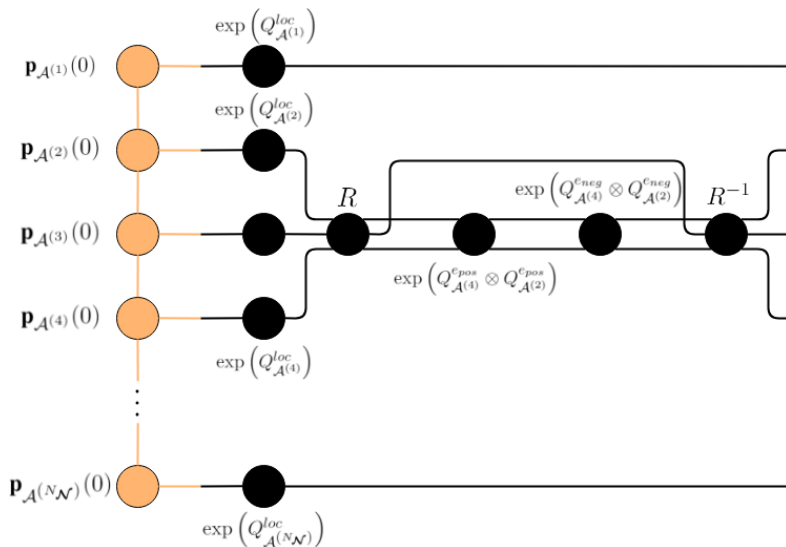 exp(Q^{loc}_{𝒜^{(1)}})
𝐩_{𝒜^{(1)}}(0)
exp(Q^{loc}_{𝒜^{(2)}})
𝐩_{𝒜^{(2)}}(0)
R
exp(Q^{e_{neg}}_{𝒜^{(4)}} ⊗ Q^{e_{neg}}_{𝒜^{(2)}})
R^{−1}
𝐩_{𝒜^{(3)}}(0)
exp(Q^{e_{pos}}_{𝒜^{(4)}} ⊗ Q^{e_{pos}}_{𝒜^{(2)}})
𝐩_{𝒜^{(4)}}(0)
exp(Q^{loc}_{𝒜^{(4)}})
⋮
𝐩_{𝒜^{(N_𝓝)}}(0)
exp(Q^{loc}_{𝒜^{(N_𝓝)}})